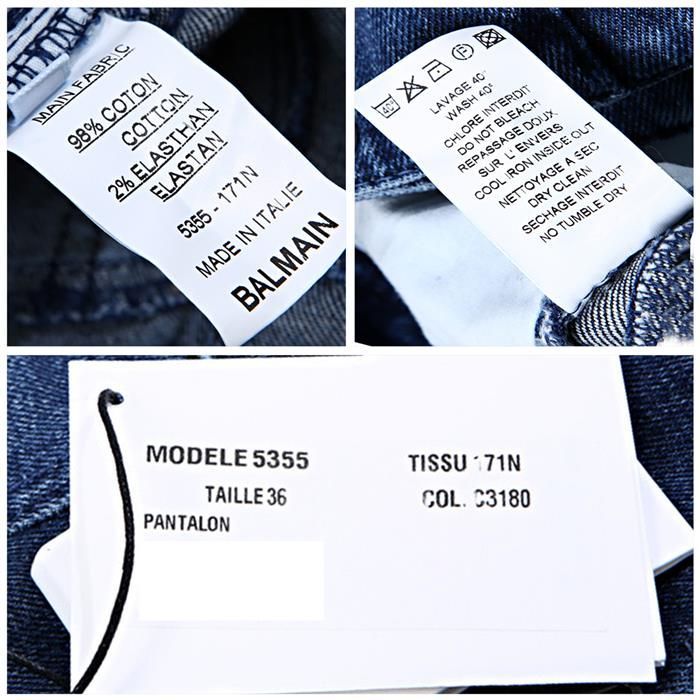 MAIN FABRIC
98% COTON
COTTON
2% ELASTHAN
ELASTAN
5355 - 171N
MADE IN ITALIE
BALMAIN
40°
P
LAVAGE 40°
WASH 40°
CHLORE INTERDIT
DO NOT BLEACH
REPASSAGE DOUX
SUR L' ENVERS
COOL IRON INSIDE OUT
NETTOYAGE A SEC
DRY CLEAN
SECHAGE INTERDIT
NO TUMBLE DRY
MODELE 5355 TISSU 171N
TAILLE 36 COL. C3180
PANTALON